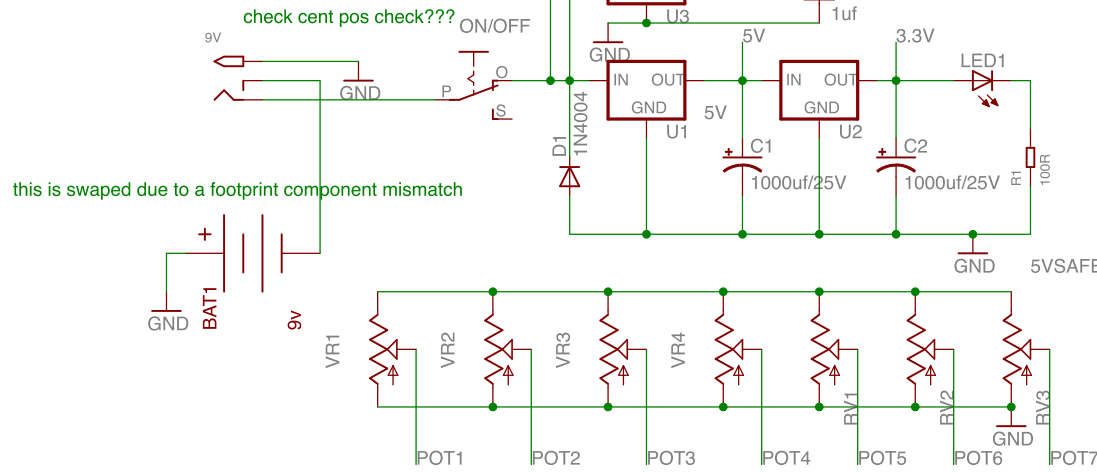 check cent pos check???
U3
1uf
9V
ON/OFF
GND
5V
3.3V
LED1
GND
P
O
S
IN
OUT
GND
U1
5V
IN
OUT
GND
U2
D1
1N4004
+
C1
1000uf/25V
+
C2
1000uf/25V
R1
100R
this is swaped due to a footprint component mismatch
+
BAT1
9v
GND
GND
5VSAFE
VR1
VR2
VR3
VR4
RV1
RV2
RV3
GND
POT1
POT2
POT3
POT4
POT5
POT6
POT7